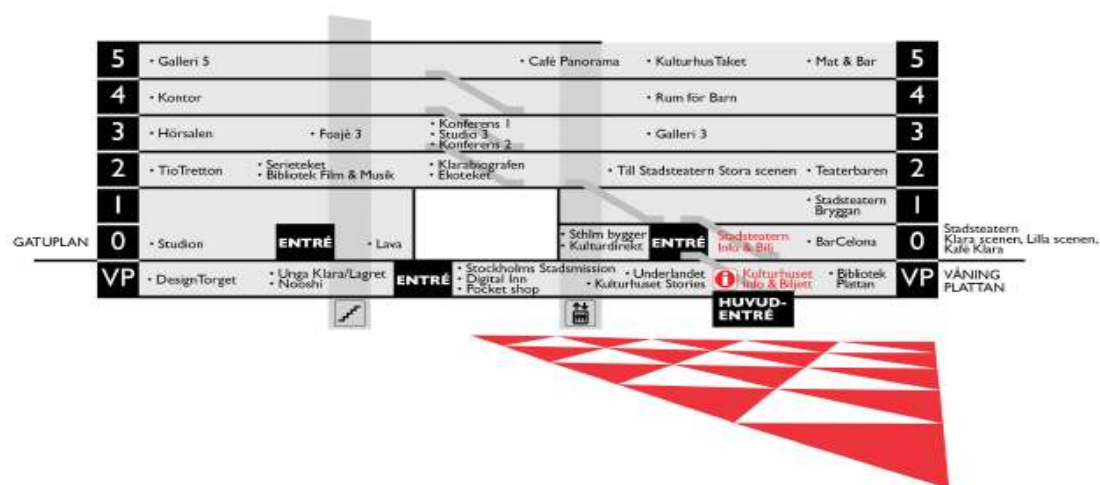 5 • Galleri 5 • Café Panorama • KulturhusTaket • Mat & Bar 5
4 • Kontor • Rum för Barn 4
3 • Hörsalen • Foajé 3 • Konferens 1 • Galleri 3 3
• Studio 3
• Konferens 2
2 • TioTretton • Serieteket • Klarabiografen • Till Stadsteatern Stora scenen • Teaterbaren 2
• Bibliotek Film & Musik • Ekoteket
1 • Stadsteatern 1
Bryggan
GATUPLAN 0 • Studion ENTRÉ • Lava • Sthlm bygger ENTRÉ Stadsteatern • BarCelona 0 Stadsteatern
• Kulturdirekt Info & Bilj Klara scenen, Lilla scenen,
Kafé Klara
VP • DesignTorget • Unga Klara/Lagret ENTRÉ • Stockholms Stadsmission • Underlandet i Kulturhuset • Bibliotek VP VÅNING
• Nooshi • Digital Inn • Kulturhuset Stories Info & Biljett Plattan PLATTAN
• Pocket shop
HUVUD-
ENTRÉ